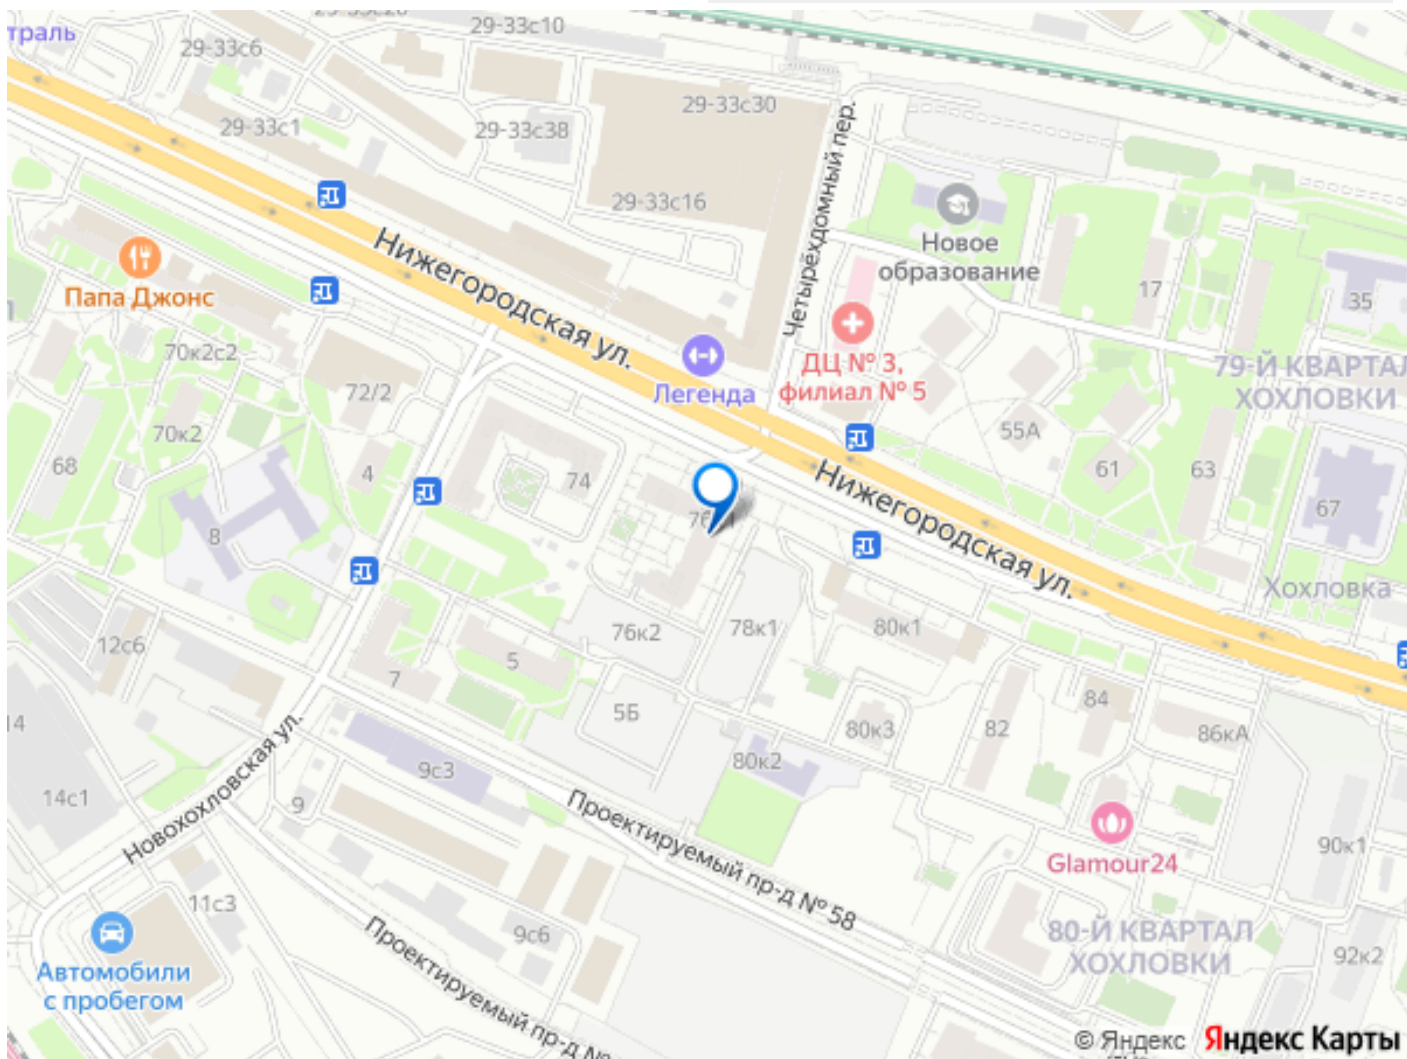 29-33с10
траль
29-33с6
29-33с30
29-33с1
29-33с38
Четырёхдомный пер.
29-33с16
Новое
образование
Нижегородская ул.
Папа Джонс
17
35
70к2с2
ДЦ № 3,
филиал № 5
79-Й КВАРТАЛ
ХОХЛОВКИ
72/2
Легенда
70к2
55А
68
4
74
61
63
Нижегородская ул.
67
8
Хохловка
12с6
76к2
78к1
80к1
5
7
5Б
84
14
80к3
82
86кА
Новохохловская ул.
9с3
80к2
14с1
9
Проектируемый пр-д № 58
90к1
Glamour24
11с3
9с6
80-Й КВАРТАЛ
ХОХЛОВКИ
92к2
Автомобили
с пробегом
Проектируемый пр-д №
© Яндекс Яндекс Карты